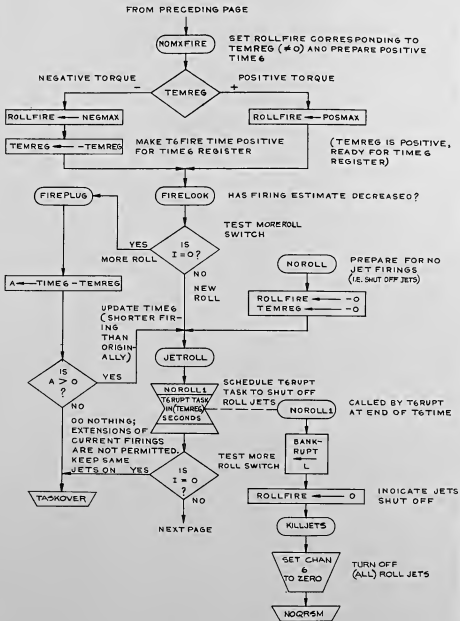 FROM PRECEDING PAGE
NOMXFIRE
SET ROLLFIRE CORRESPONDING TO
TEMREG (≠0) AND PREPARE POSITIVE
TIME6
NEGATIVE TORQUE
POSITIVE TORQUE
−
TEMREG
+
ROLLFIRE ← NEGMAX
ROLLFIRE ← POSMAX
TEMREG ← -TEMREG
MAKE T6FIRE TIME POSITIVE
FOR TIME6 REGISTER
(TEMREG IS POSITIVE,
READY FOR TIME6
REGISTER)
FIREPLUG
FIRELOOK
HAS FIRING ESTIMATE DECREASED?
TEST MOREROLL
SWITCH
YES
MORE ROLL
IS
I=0?
NO
NEW
ROLL
NOROLL
PREPARE FOR NO
JET FIRINGS
(I.E. SHUT OFF JETS)
A ← TIME6 - TEMREG
ROLLFIRE ← -0
TEMREG ← -0
UPDATE TIME6
(SHORTER FIR-
ING
THAN
ORIGIN-
ALLY)
JETROLL
IS
A > 0
?
YES
NO
NOROLL1
T6RUPT TASK
IN (TEMREG)
SECONDS
SCHEDULE T6RUPT
TASK TO SHUT OFF
ROLL JETS
NOROLL1
CALLED BY T6RUPT
AT END OF T6TIME
DO NOTHING;
EXTENSIONS OF
CURRENT FIRINGS
ARE NOT PERMITTED.
KEEP SAME
JETS ON
YES
IS
I = 0
?
NO
TEST MORE
ROLL SWITCH
BANK-
RUPT
← L
TASKOVER
NEXT PAGE
ROLLFIRE ← 0
INDICATE JETS
SHUT OFF
KILLJETS
SET CHAN
6
TO ZERO
TURN OFF
(ALL) ROLL JETS
NOQRSM